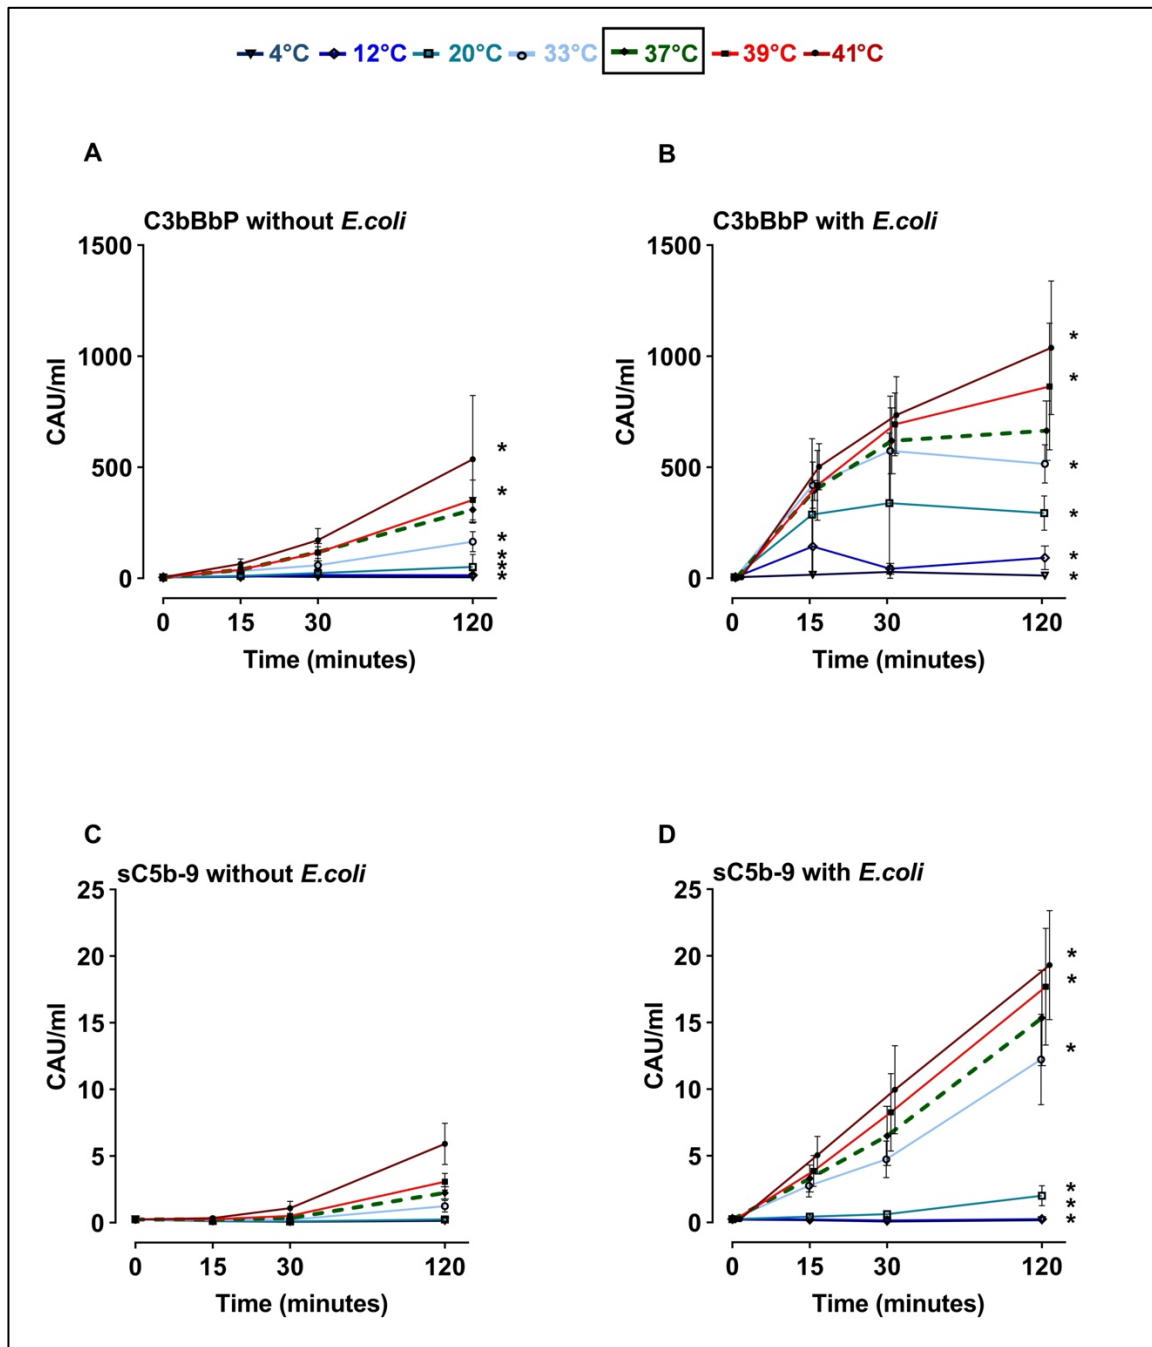 4°C 12°C 20°C 33°C 37°C 39°C 41°C
A
C3bBbP without E.coli
1500
1000
500
0
CAU/ml
0 15 30 120
Time (minutes)
*
*
*
*
*
*
B
C3bBbP with E.coli
1500
1000
500
0
CAU/ml
0 15 30 120
Time (minutes)
*
*
*
*
*
*
C
sC5b-9 without E.coli
25
20
15
10
5
0
CAU/ml
0 15 30 120
Time (minutes)
D
sC5b-9 with E.coli
25
20
15
10
5
0
CAU/ml
0 15 30 120
Time (minutes)
*
*
*
*
*
*